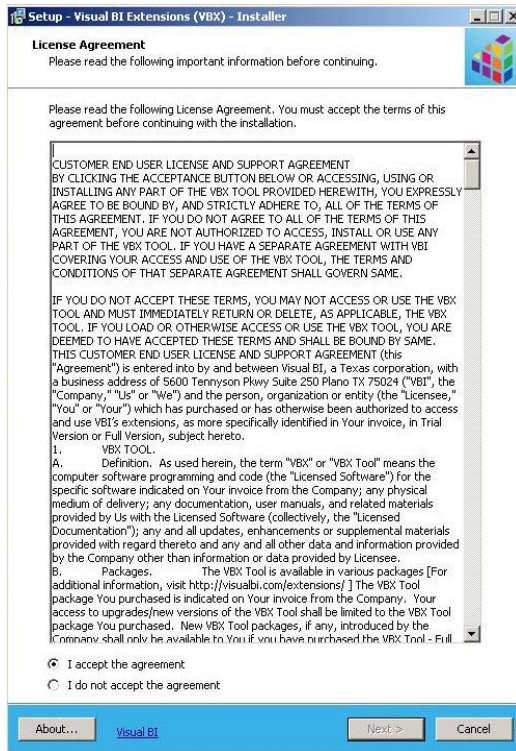 Setup - Visual BI Extensions (VBX) - Installer
License Agreement
Please read the following important information before continuing.
Please read the following License Agreement. You must accept the terms of this
agreement before continuing with the installation.
CUSTOMER END USER LICENSE AND SUPPORT AGREEMENT
BY CLICKING THE ACCEPTANCE BUTTON BELOW OR ACCESSING, USING OR
INSTALLING ANY PART OF THE VBX TOOL PROVIDED HEREWITH, YOU EXPRESSLY
AGREE TO BE BOUND BY, AND STRICTLY ADHERE TO, ALL OF THE TERMS OF
THIS AGREEMENT. IF YOU DO NOT AGREE TO ALL OF THE TERMS OF THIS
AGREEMENT, YOU ARE NOT AUTHORIZED TO ACCESS, INSTALL OR USE ANY
PART OF THE VBX TOOL. IF YOU HAVE A SEPARATE AGREEMENT WITH VBI
COVERING YOUR ACCESS AND USE OF THE VBX TOOL, THE TERMS AND
CONDITIONS OF THAT SEPARATE AGREEMENT SHALL GOVERN SAME.
IF YOU DO NOT ACCEPT THESE TERMS, YOU MAY NOT ACCESS OR USE THE VBX
TOOL AND MUST IMMEDIATELY RETURN OR DELETE, AS APPLICABLE, THE VBX
TOOL. IF YOU LOAD OR OTHERWISE ACCESS OR USE THE VBX TOOL, YOU ARE
DEEMED TO HAVE ACCEPTED THESE TERMS AND SHALL BE BOUND BY SAME.
THIS CUSTOMER END USER LICENSE AND SUPPORT AGREEMENT (this
"Agreement") is entered into by and between Visual BI, a Texas corporation, with
a business address of 5600 Tennyson Pkwy Suite 250 Plano TX 75024 ("VBI", the
"Company," "Us" or "We") and the person, organization or entity (the "Licensee,"
"You" or "Your") which has purchased or has otherwise been authorized to access
and use VBI's extensions, as more specifically identified in Your invoice, in Trial
Version or Full Version, subject hereto.
1. VBX TOOL.
A. Definition. As used herein, the term "VBX" or "VBX Tool" means the
computer software programming and code (the "Licensed Software") for the
specific software indicated on Your invoice from the Company; any physical
medium of delivery; any documentation, user manuals, and related materials
provided by Us with the Licensed Software (collectively, the "Licensed
Documentation"); any and all updates, enhancements or supplemental materials
provided with regard thereto and any and all other data and information provided
by the Company other than information or data provided by Licensee.
B. Packages. The VBX Tool is available in various packages [For
additional information, visit http://visualbi.com/extensions/ ] The VBX Tool
package You purchased is indicated on Your invoice from the Company. Your
access to upgrades/new versions of the VBX Tool shall be limited to the VBX Tool
package You purchased. New VBX Tool packages, if any, introduced by the
Company shall only be available to You if you have purchased the VBX Tool - Full
I accept the agreement
I do not accept the agreement
About...
Visual BI
Next >
Cancel